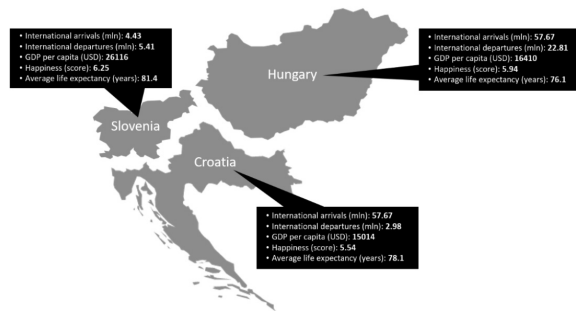 • International arrivals (mln): 4.43
• International departures (mln): 5.41
• GDP per capita (USD): 26116
• Happiness (score): 6.25
• Average life expectancy (years): 81.4
• International arrivals (mln): 57.67
• International departures (mln): 22.81
• GDP per capita (USD): 16410
• Happiness (score): 5.94
• Average life expectancy (years): 76.1
Hungary
Slovenia
Croatia
• International arrivals (mln): 57.67
• International departures (mln): 2.98
• GDP per capita (USD): 15014
• Happiness (score): 5.54
• Average life expectancy (years): 78.1